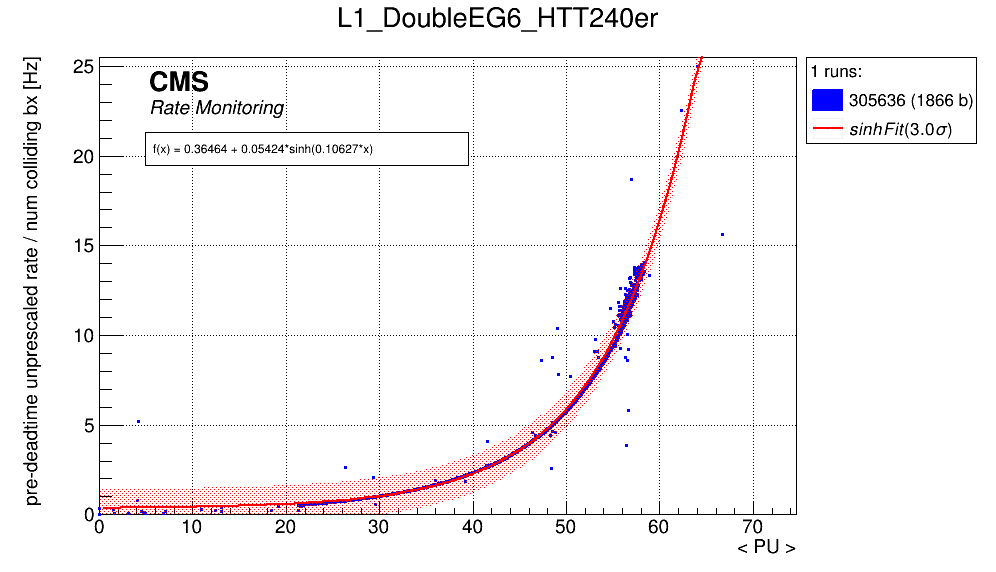 L1_DoubleEG6_HTT240er
pre-deadtime unprescaled rate / num colliding bx [Hz]
25
20
15
10
5
0
CMS
Rate Monitoring
f(x) = 0.36464 + 0.05424*sinh(0.10627*x)
1 runs:
305636 (1866 b)
sinhFit(3.0σ)
0 10 20 30 40 50 60 70
< PU >